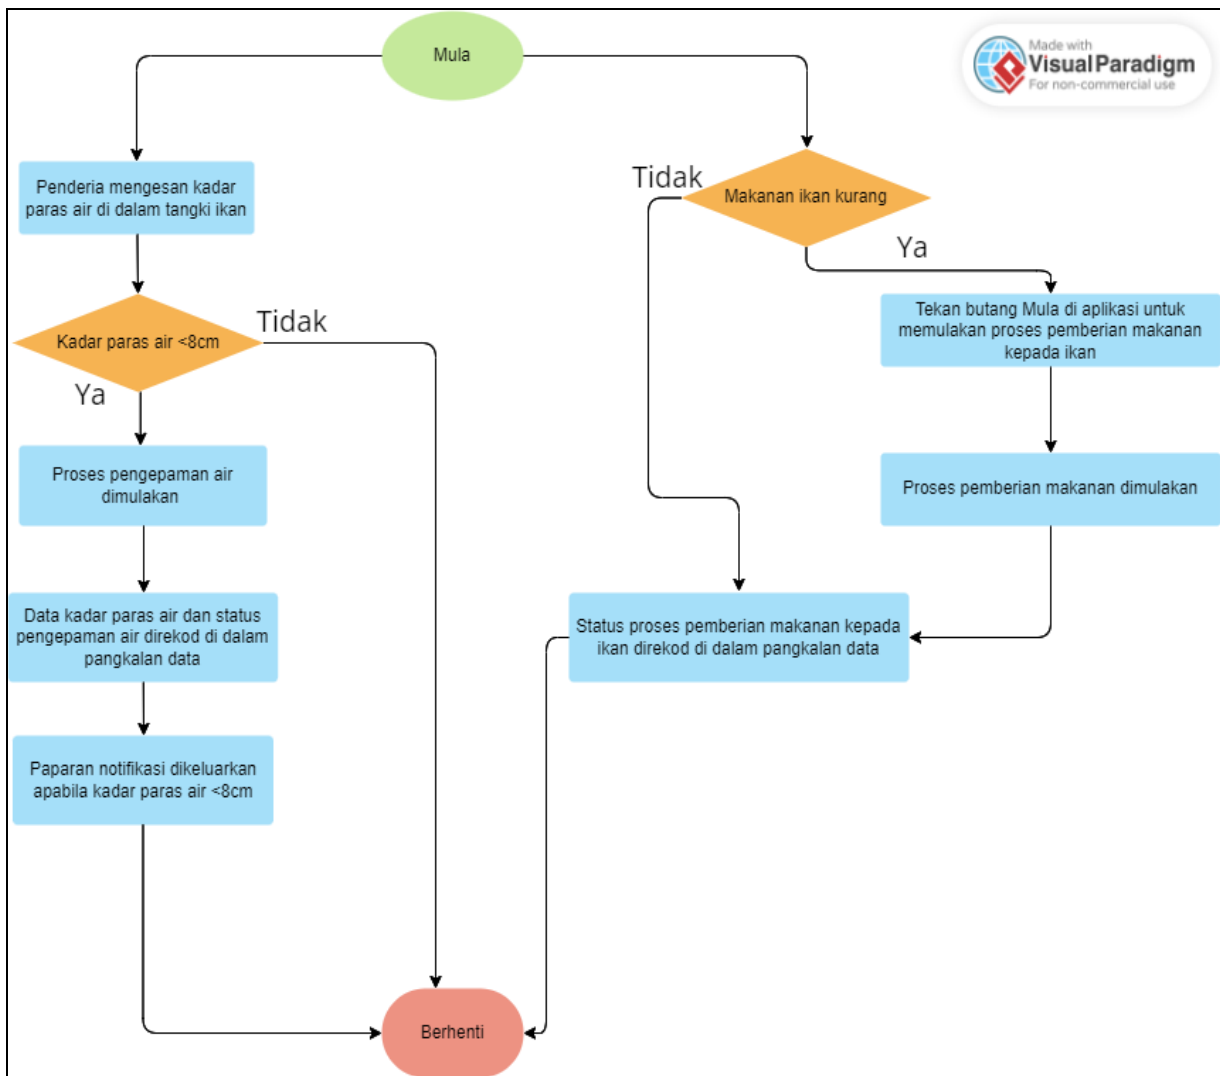 Mula
Made with
VisualParadigm
For non-commercial use
Penderia mengesan kadar
paras air di dalam tangki ikan
Tidak
Makanan ikan kurang
Ya
Kadar paras air <8cm
Tidak
Ya
Tekan butang Mula di aplikasi untuk
memulakan proses pemberian makanan
kepada ikan
Proses pengepaman air
dimulakan
Proses pemberian makanan dimulakan
Data kadar paras air dan status
pengepaman air direkod di dalam
pangkalan data
Status proses pemberian makanan kepada
ikan direkod di dalam pangkalan data
Paparan notifikasi dikeluarkan
apabila kadar paras air <8cm
Berhenti